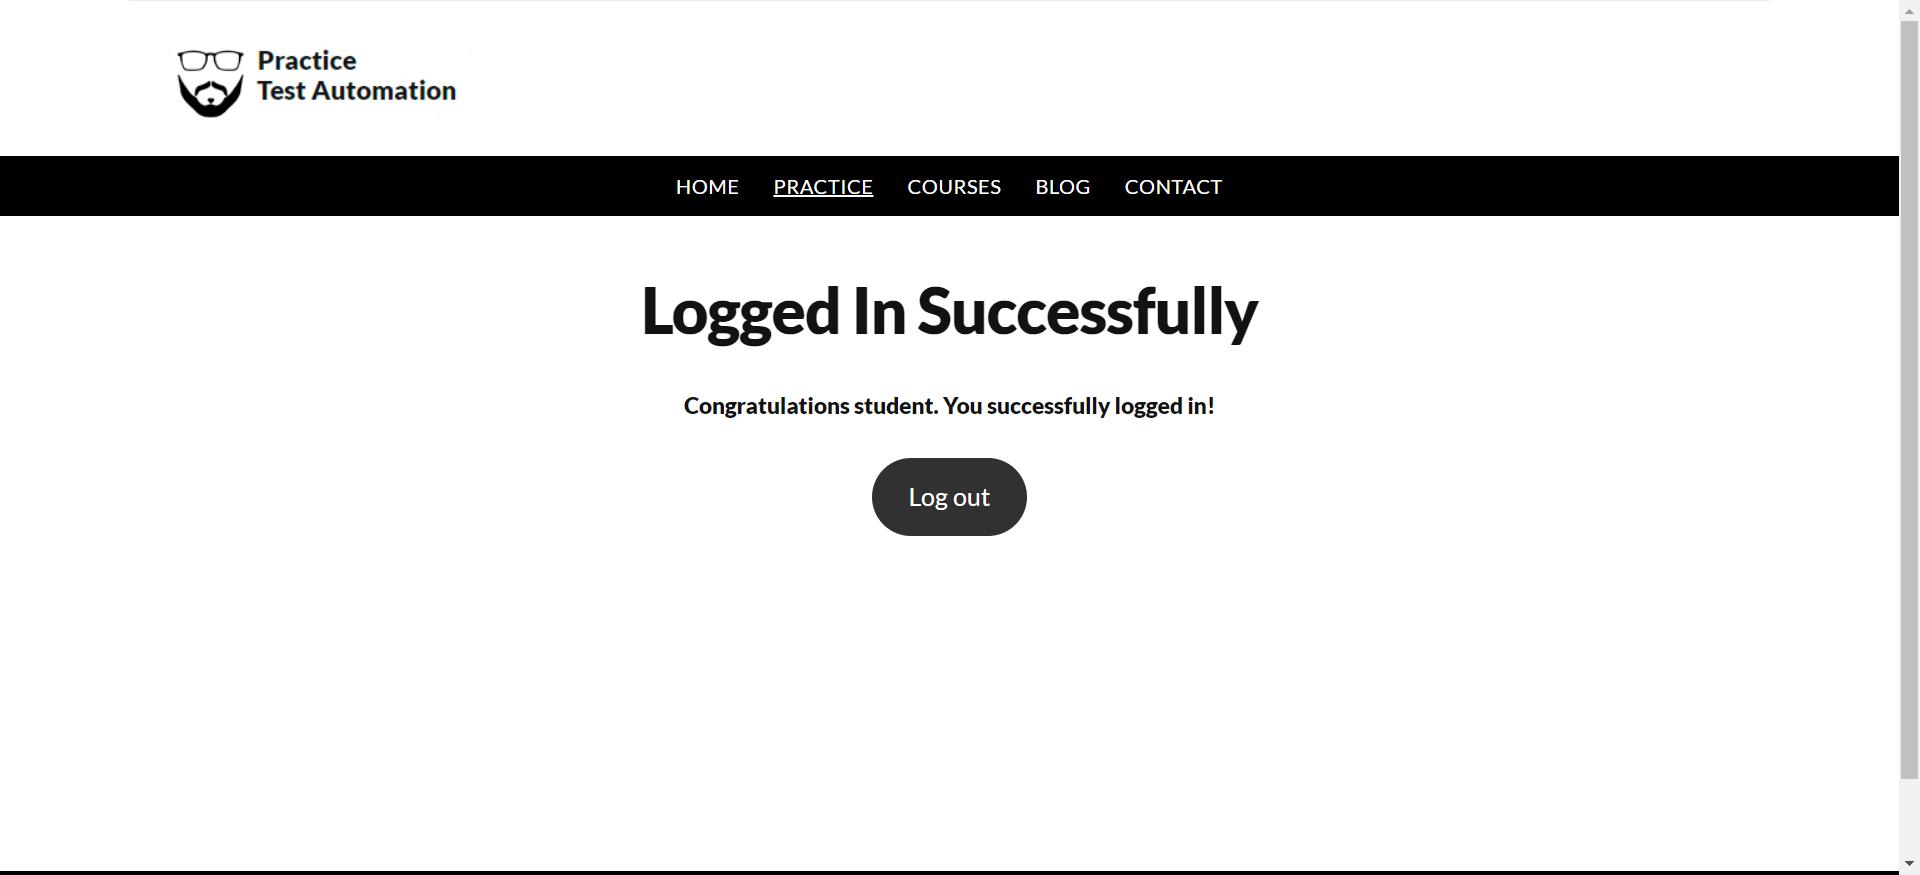 Practice
Test Automation
HOME PRACTICE COURSES BLOG CONTACT
Logged In Successfully
Congratulations student. You successfully logged in!
Log out